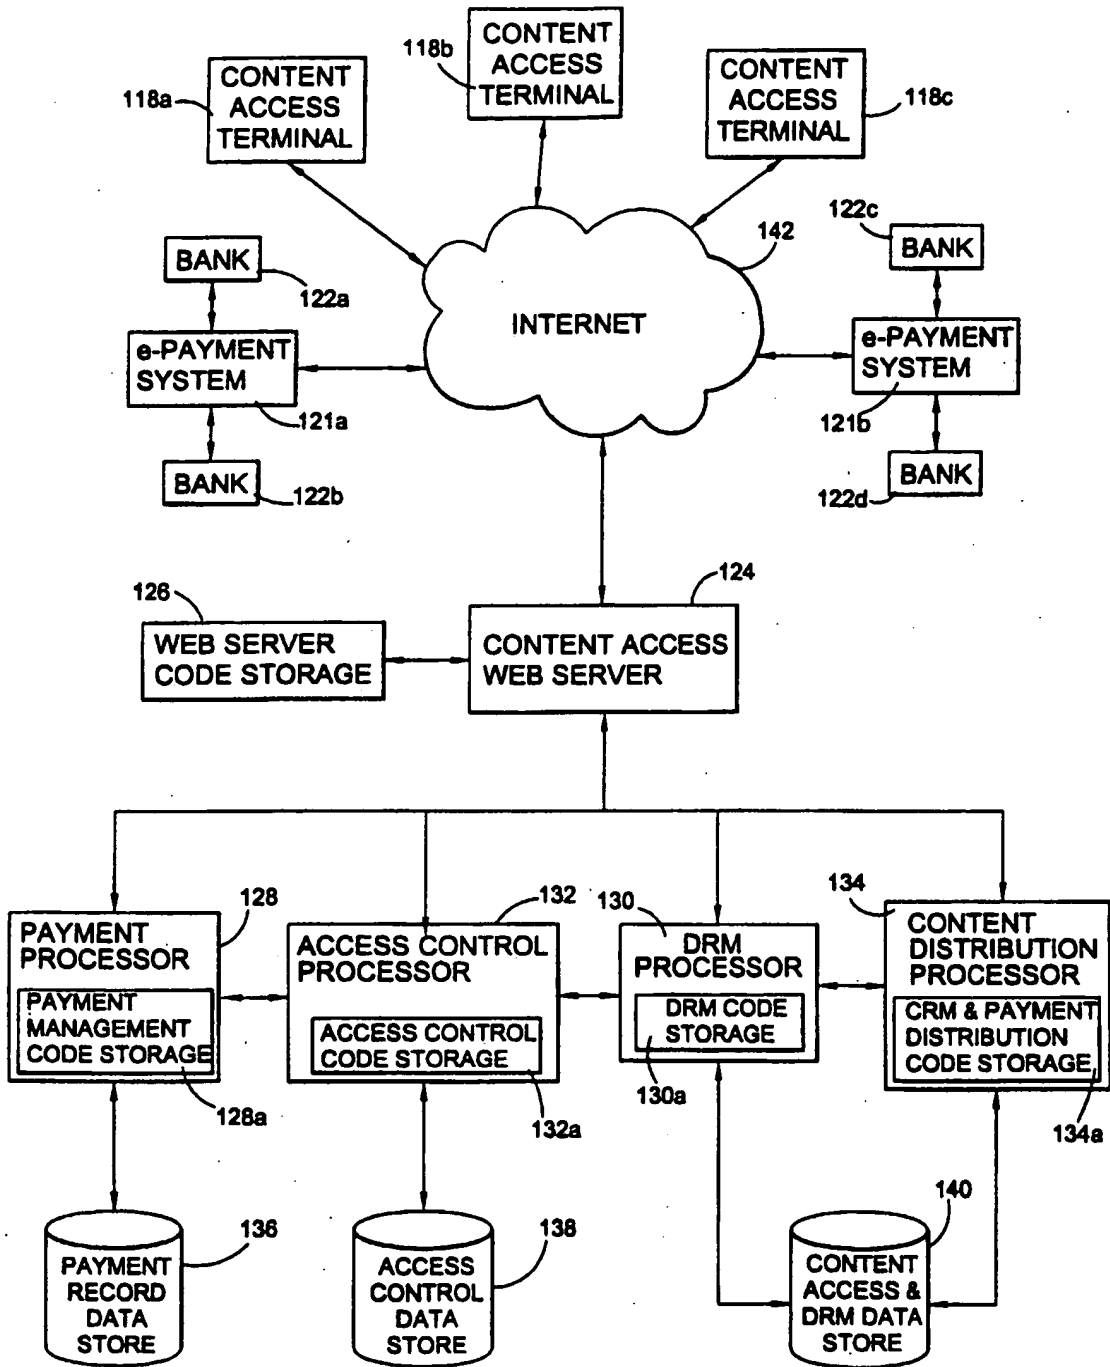 CONTENT
ACCESS
TERMINAL
118a
118b
CONTENT
ACCESS
TERMINAL
CONTENT
ACCESS
TERMINAL
118c
BANK
122a
e-PAYMENT
SYSTEM
121a
BANK
122b
INTERNET
142
122c
BANK
e-PAYMENT
SYSTEM
121b
BANK
122d
126
WEB SERVER
CODE STORAGE
124
CONTENT ACCESS
WEB SERVER
128
PAYMENT
PROCESSOR
PAYMENT
MANAGEMENT
CODE STORAGE
128a
132
ACCESS CONTROL
PROCESSOR
ACCESS CONTROL
CODE STORAGE
132a
130
DRM
PROCESSOR
DRM CODE
STORAGE
130a
134
CONTENT
DISTRIBUTION
PROCESSOR
CRM & PAYMENT
DISTRIBUTION
CODE STORAGE
134a
136
PAYMENT
RECORD
DATA
STORE
138
ACCESS
CONTROL
DATA
STORE
140
CONTENT
ACCESS &
DRM DATA
STORE